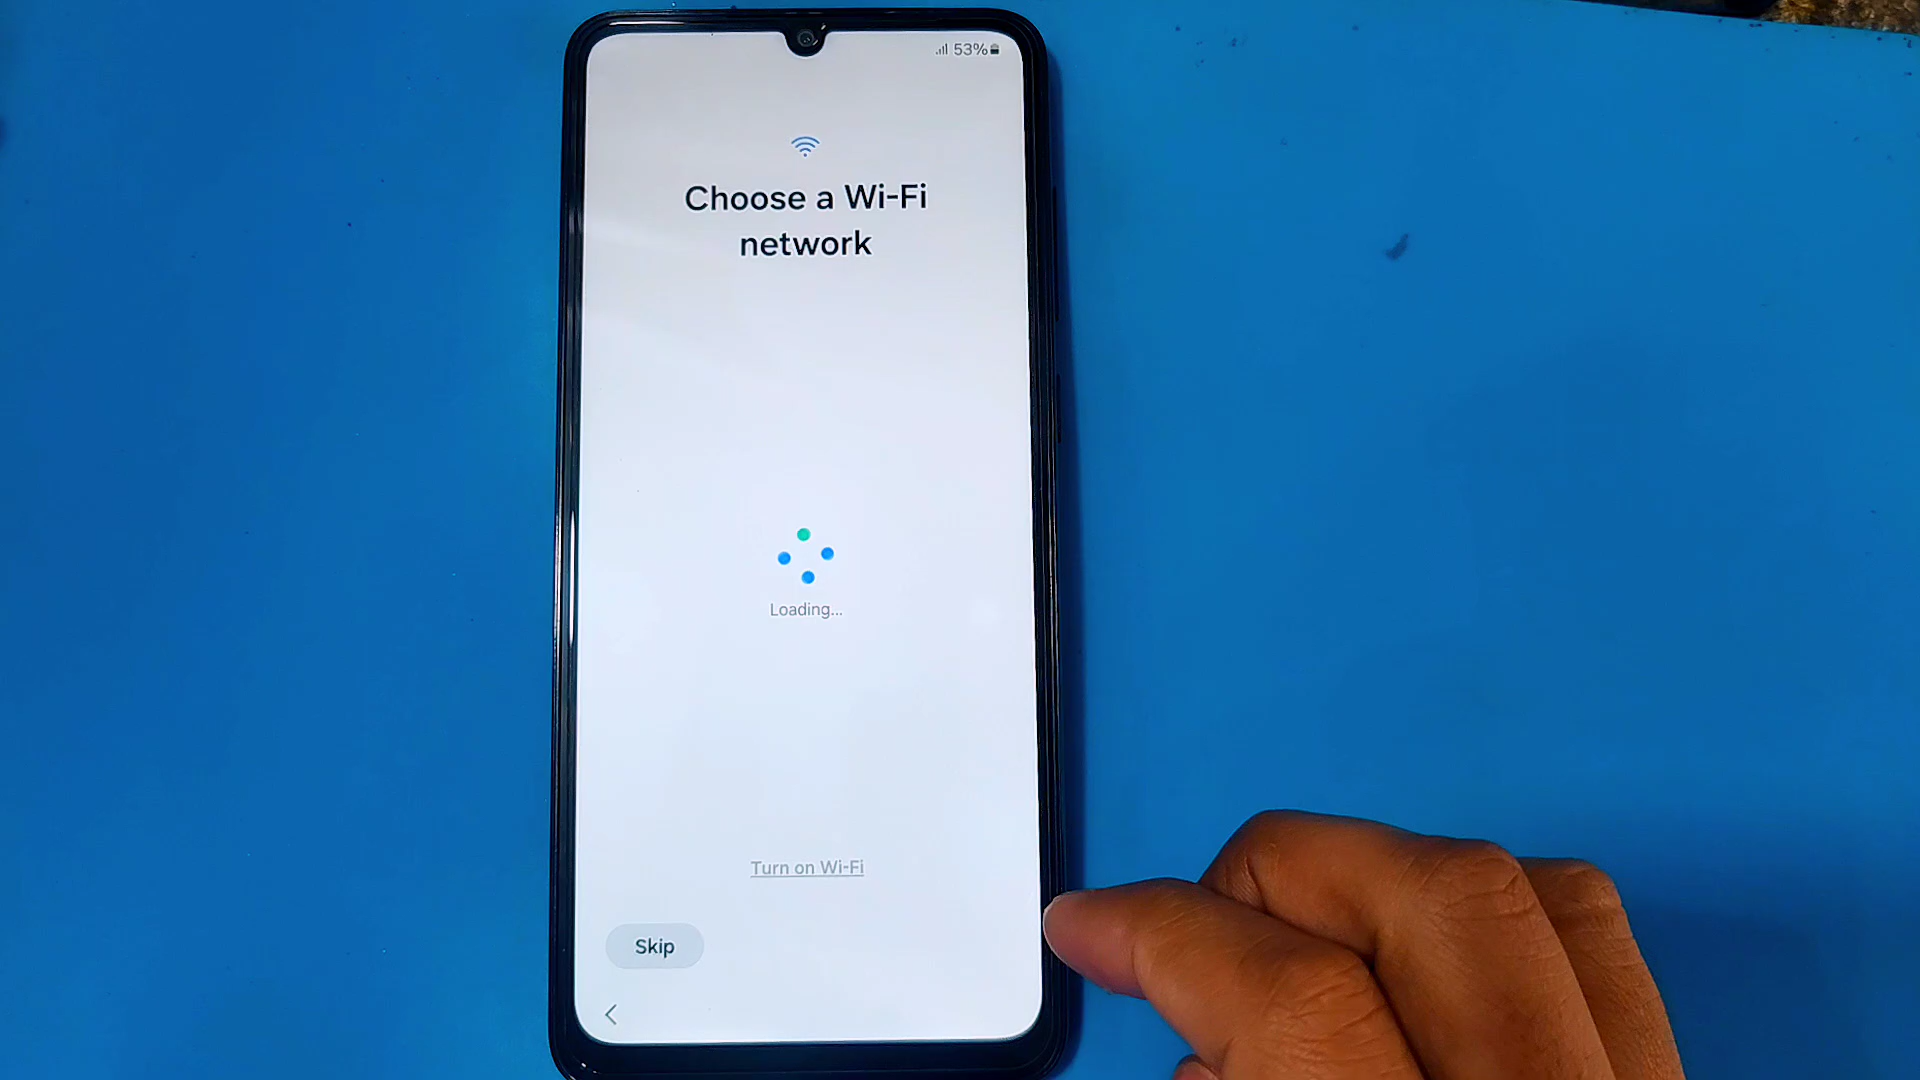 53%
Choose a Wi-Fi
network
Loading...
Turn on Wi-Fi
Skip